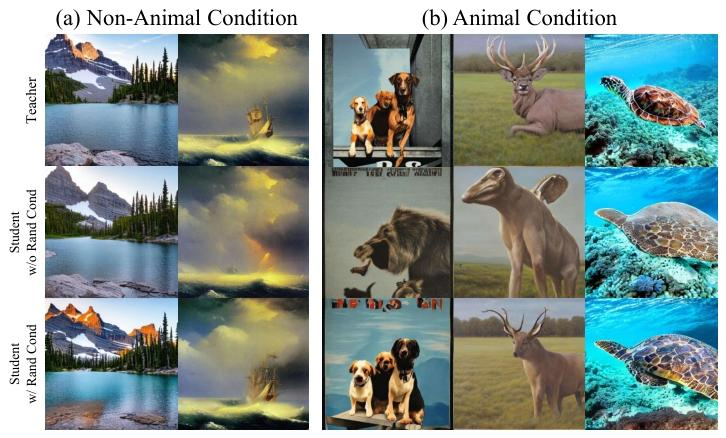 (a) Non-Animal Condition
(b) Animal Condition
Teacher
Student
w/o Rand Cond
Student
w/ Rand Cond